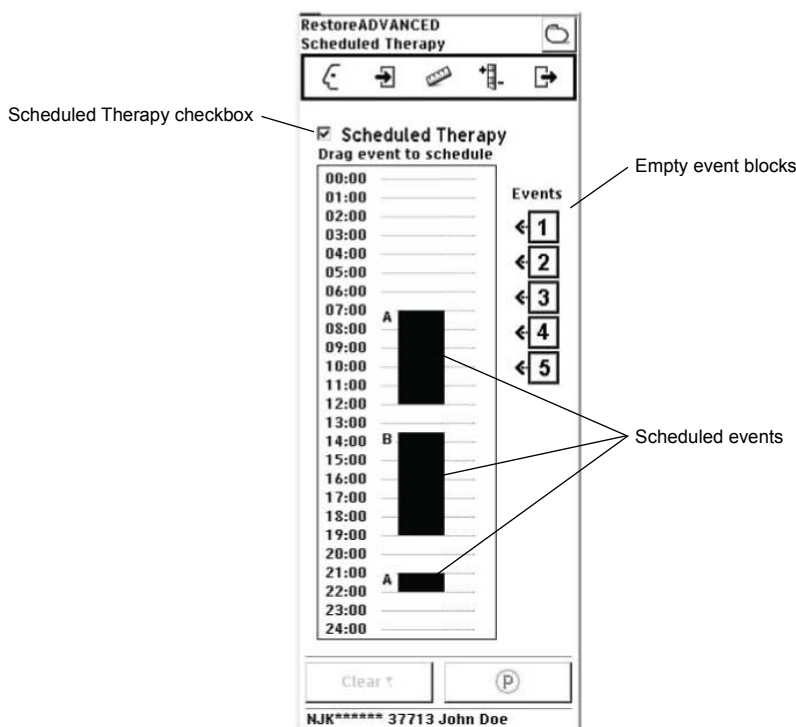 RestoreADVANCED
Scheduled Therapy
Scheduled Therapy checkbox
Scheduled Therapy
Drag event to schedule
Empty event blocks
00:00
01:00
02:00
03:00
04:00
05:00
06:00
07:00
08:00
09:00
10:00
11:00
12:00
13:00
14:00
15:00
16:00
17:00
18:00
19:00
20:00
21:00
22:00
23:00
24:00
A
B
A
Events
1
2
3
4
5
Scheduled events
Clear
P
NJK****** 37713 John Doe